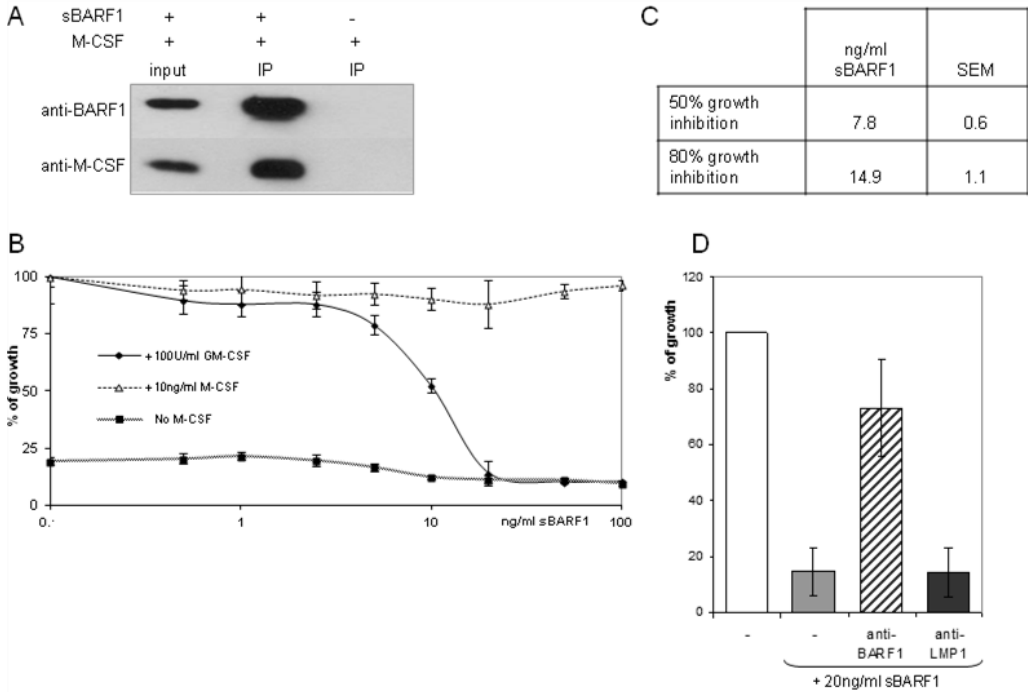 A
sBARF1 + + -
M-CSF + + +
input IP IP
anti-BARF1
anti-M-CSF
C
ng/ml sBARF1 SEM
50% growth inhibition 7.8 0.6
80% growth inhibition 14.9 1.1
B
% of growth
100
75
50
25
0
+ 100U/ml GM-CSF
+ 10ng/ml M-CSF
No M-CSF
0. 1 10 ng/ml sBARF1 100
D
% of growth
120
100
80
60
40
20
0
- - anti-BARF1 anti-LMP1
+ 20ng/ml sBARF1